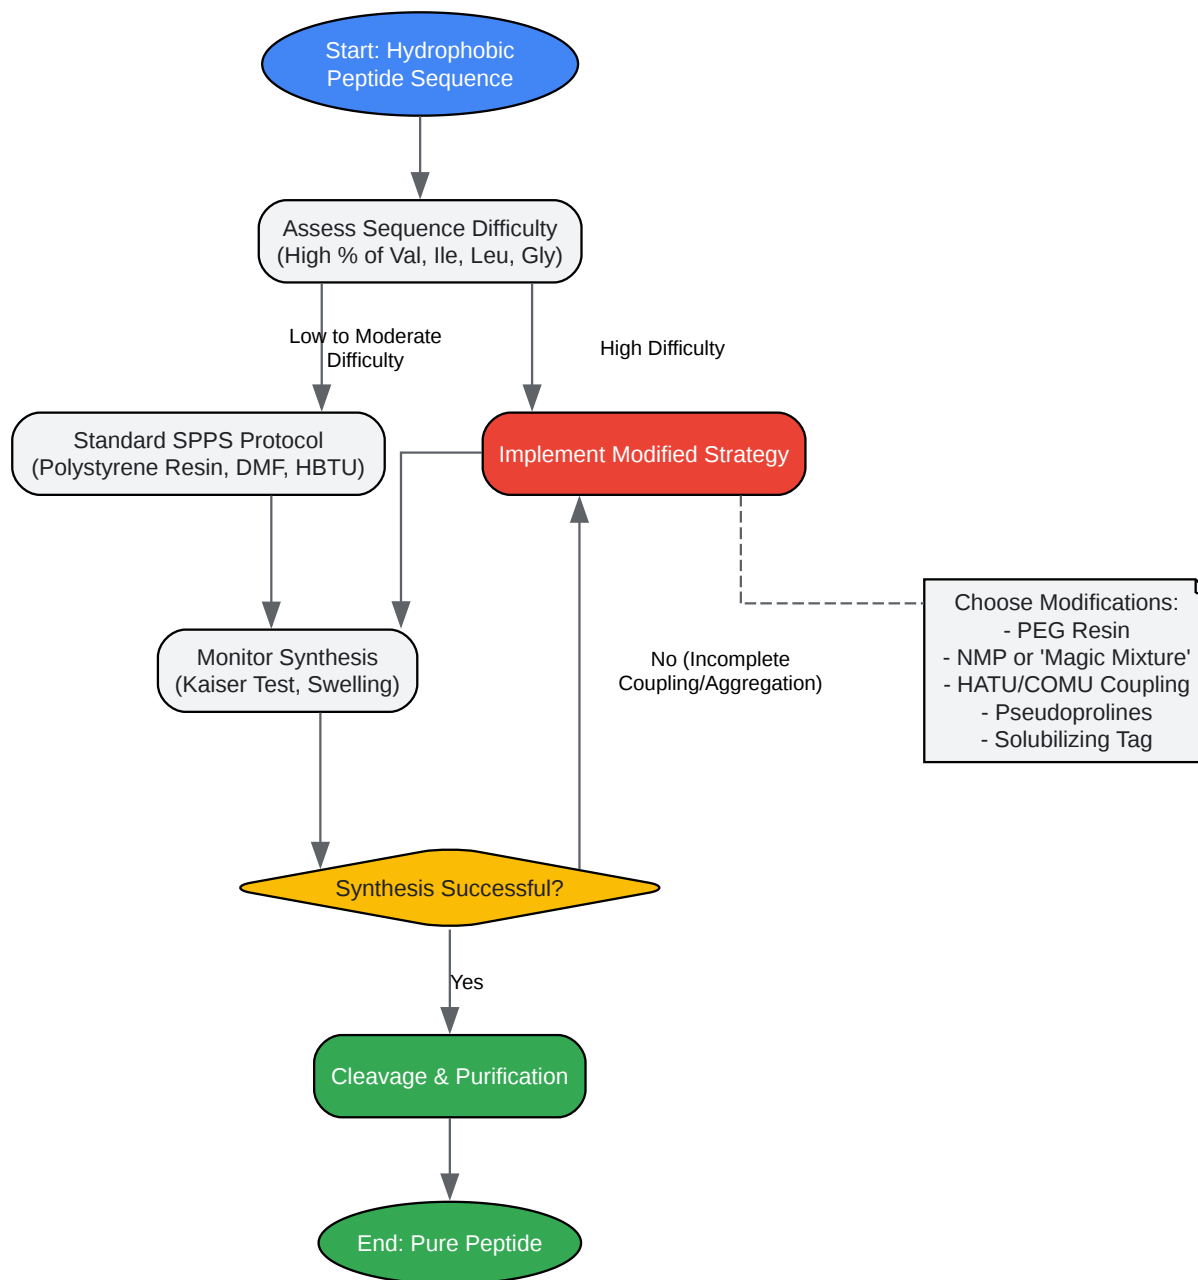 Start: Hydrophobic
Peptide Sequence
Assess Sequence Difficulty
(High % of Val, Ile, Leu, Gly)
Low to Moderate
Difficulty
High Difficulty
Standard SPPS Protocol
(Polystyrene Resin, DMF, HBTU)
Implement Modified Strategy
Choose Modifications:
- PEG Resin
- NMP or 'Magic Mixture'
- HATU/COMU Coupling
- Pseudoprolines
- Solubilizing Tag
Monitor Synthesis
(Kaiser Test, Swelling)
No (Incomplete
Coupling/Aggregation)
Synthesis Successful?
Yes
Cleavage & Purification
End: Pure Peptide